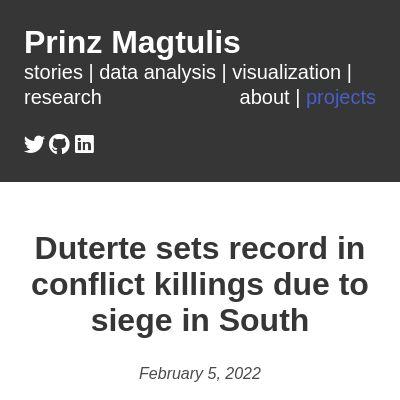 Prinz Magtulis
stories | data analysis | visualization |
research about | projects
Duterte sets record in
conflict killings due to
siege in South
February 5, 2022